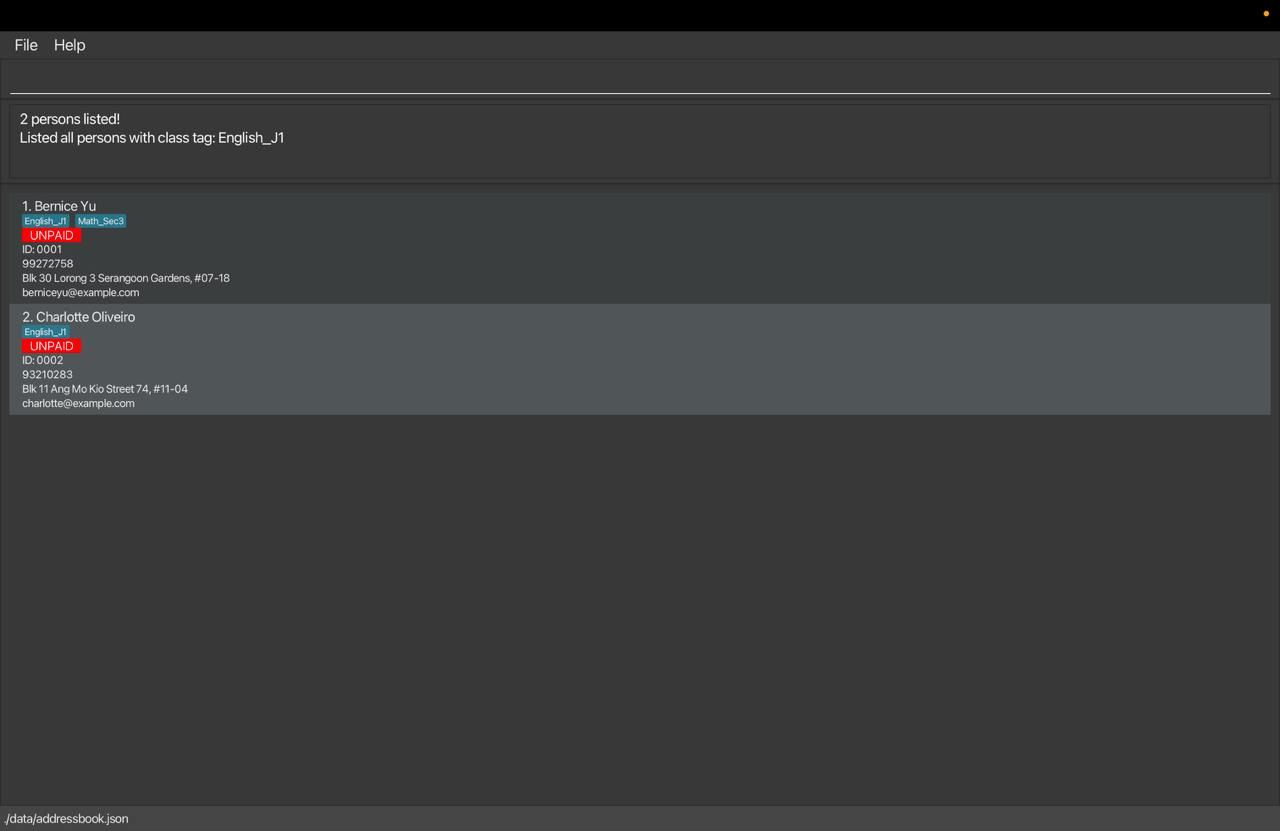 File Help
2 persons listed!
Listed all persons with class tag: English_J1
1. Bernice Yu
English_J1 Math_Sec3
UNPAID
ID: 0001
99272758
Blk 30 Lorong 3 Serangoon Gardens, #07-18
berniceyu@example.com
2. Charlotte Oliveiro
English_J1
UNPAID
ID: 0002
93210283
Blk 11 Ang Mo Kio Street 74, #11-04
charlotte@example.com
./data/addressbook.json